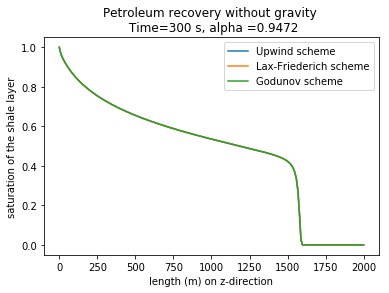 Petroleum recovery without gravity
Time=300 s, alpha =0.9472
Upwind scheme
Lax-Friederich scheme
Godunov scheme
saturation of the shale layer
1.0
0.8
0.6
0.4
0.2
0.0
0
250
500
750
1000
1250
1500
1750
2000
length (m) on z-direction